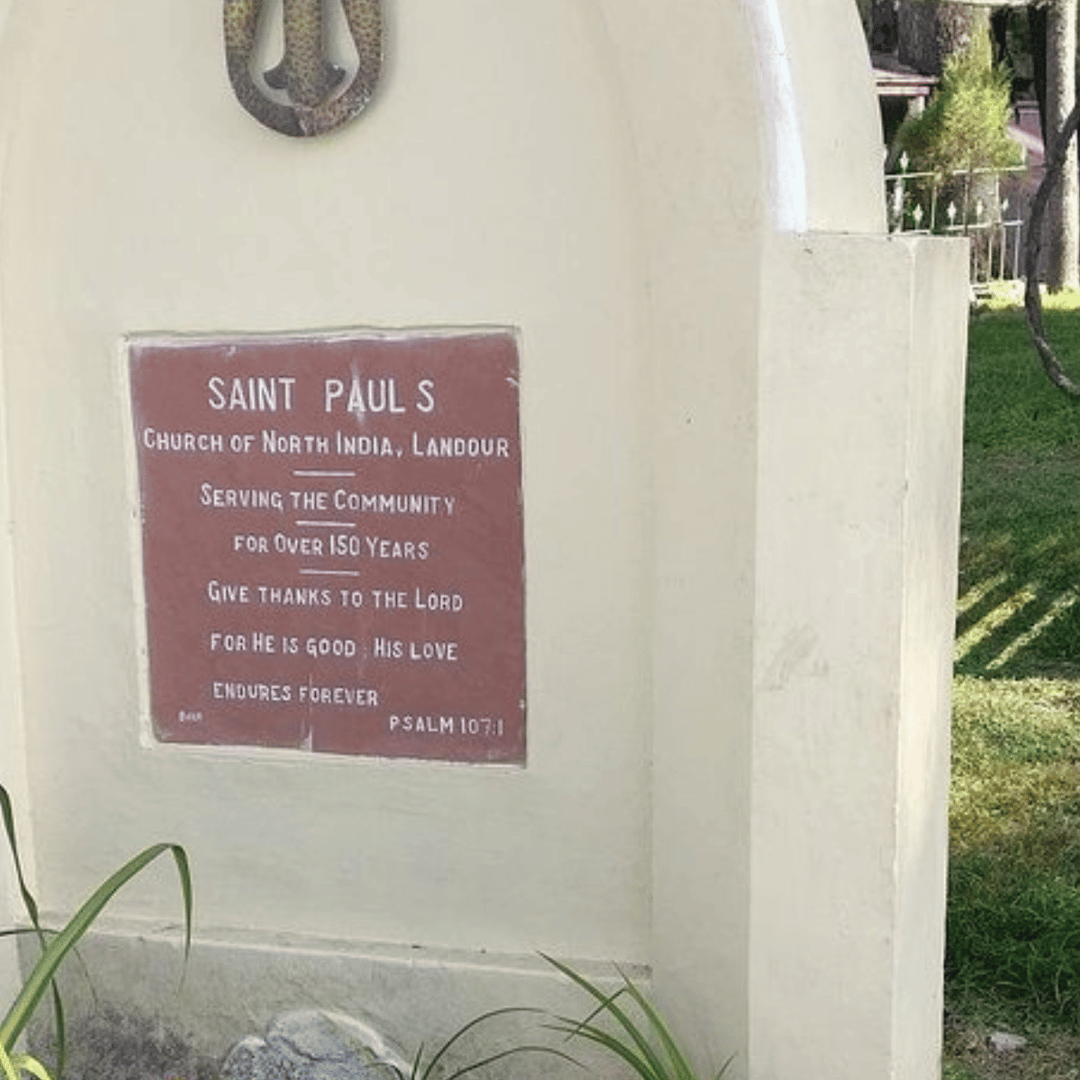 SAINT PAUL S
CHURCH OF NORTH INDIA, LANDOUR
SERVING THE COMMUNITY
FOR OVER 150 YEARS
GIVE THANKS TO THE LORD
FOR HE IS GOOD ; HIS LOVE
ENDURES FOREVER
PSALM 107:1